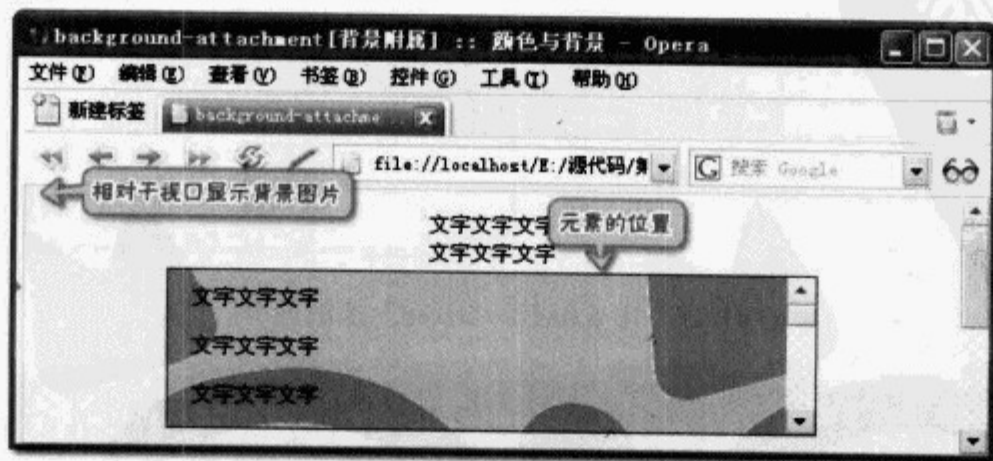 background-attachment[背景附属] :: 颜色与背景 - Opera
文件(F) 编辑(E) 查看(V) 书签(B) 控件(G) 工具(T) 帮助(H)
新建标签 background-attachme...
file://localhost/E:/源代码/第 搜索 Google
相对于视口显示背景图片
元素的位置
文字文字文字
文字文字文字
文字文字文字
文字文字文字
文字文字文字